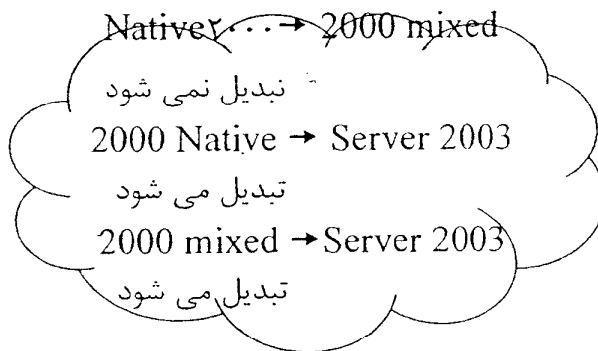 Native۲۰۰۰ → 2000 mixed
تبدیل نمی شود
2000 Native → Server 2003
تبدیل می شود
2000 mixed → Server 2003
تبدیل می شود